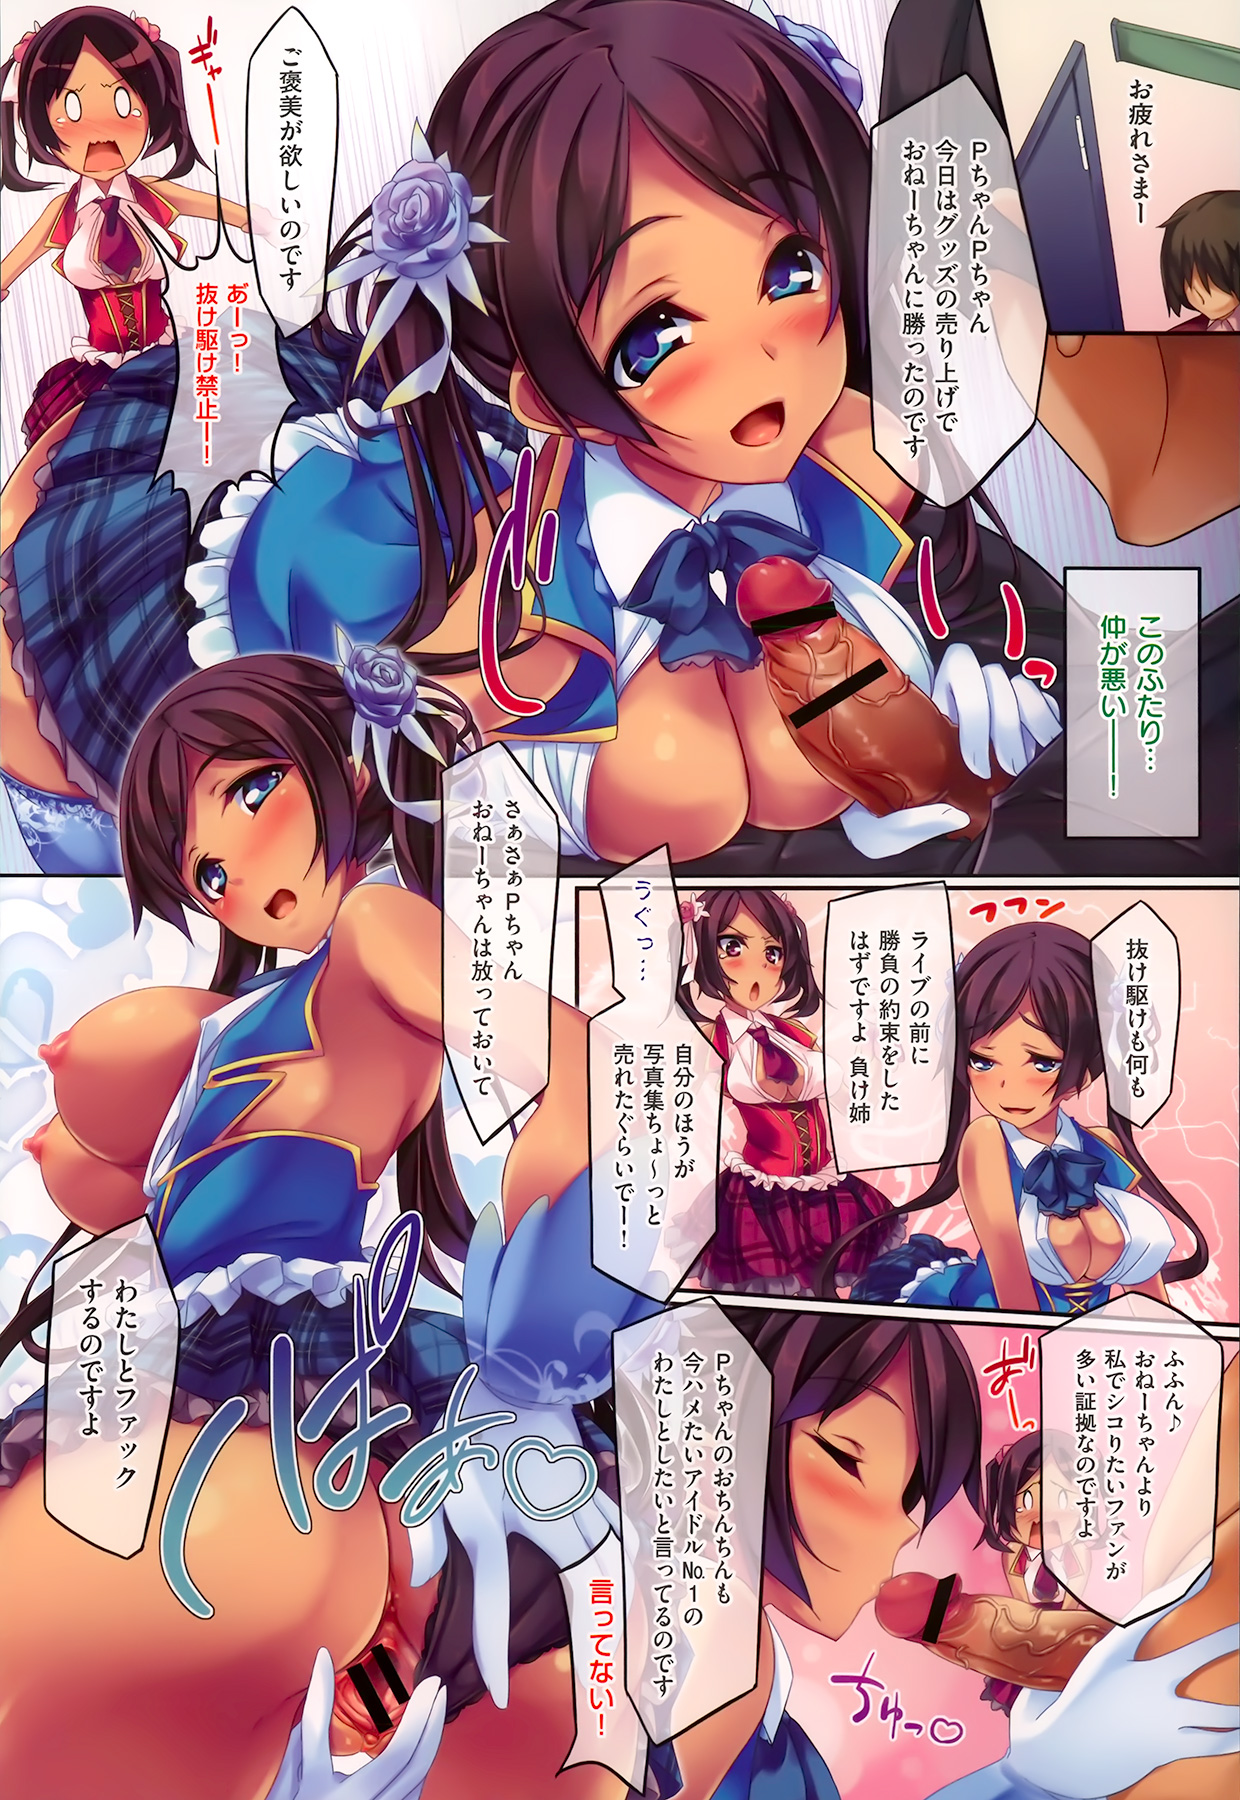 お疲れさまー
PちゃんPちゃん
今日はグッズの売り上げで
おねーちゃんに勝ったのです
ご褒美が欲しいのです
ギャーー
あ゛ーっ!
抜け駆け禁止ーー!
このふたり…
仲が悪いーー!
抜け駆けも何も
フフフン
ライブの前に
勝負の約束をした
はずですよ 負け姉
うぐっ…
自分のほうが
写真集ちょ〜っと
売れたぐらいでー!
ふふん♪
おねーちゃんより
私でシコりたいファンが
多い証拠なのですよ
ちゅっ♡
Pちゃんのおちんちんも
今ハメたいアイドルNo.1の
わたしとしたいと言ってるのです
言ってない!
さぁさぁPちゃん
おねーちゃんは放っておいて
くぱぁぁ♡
わたしとファック
するのですよ